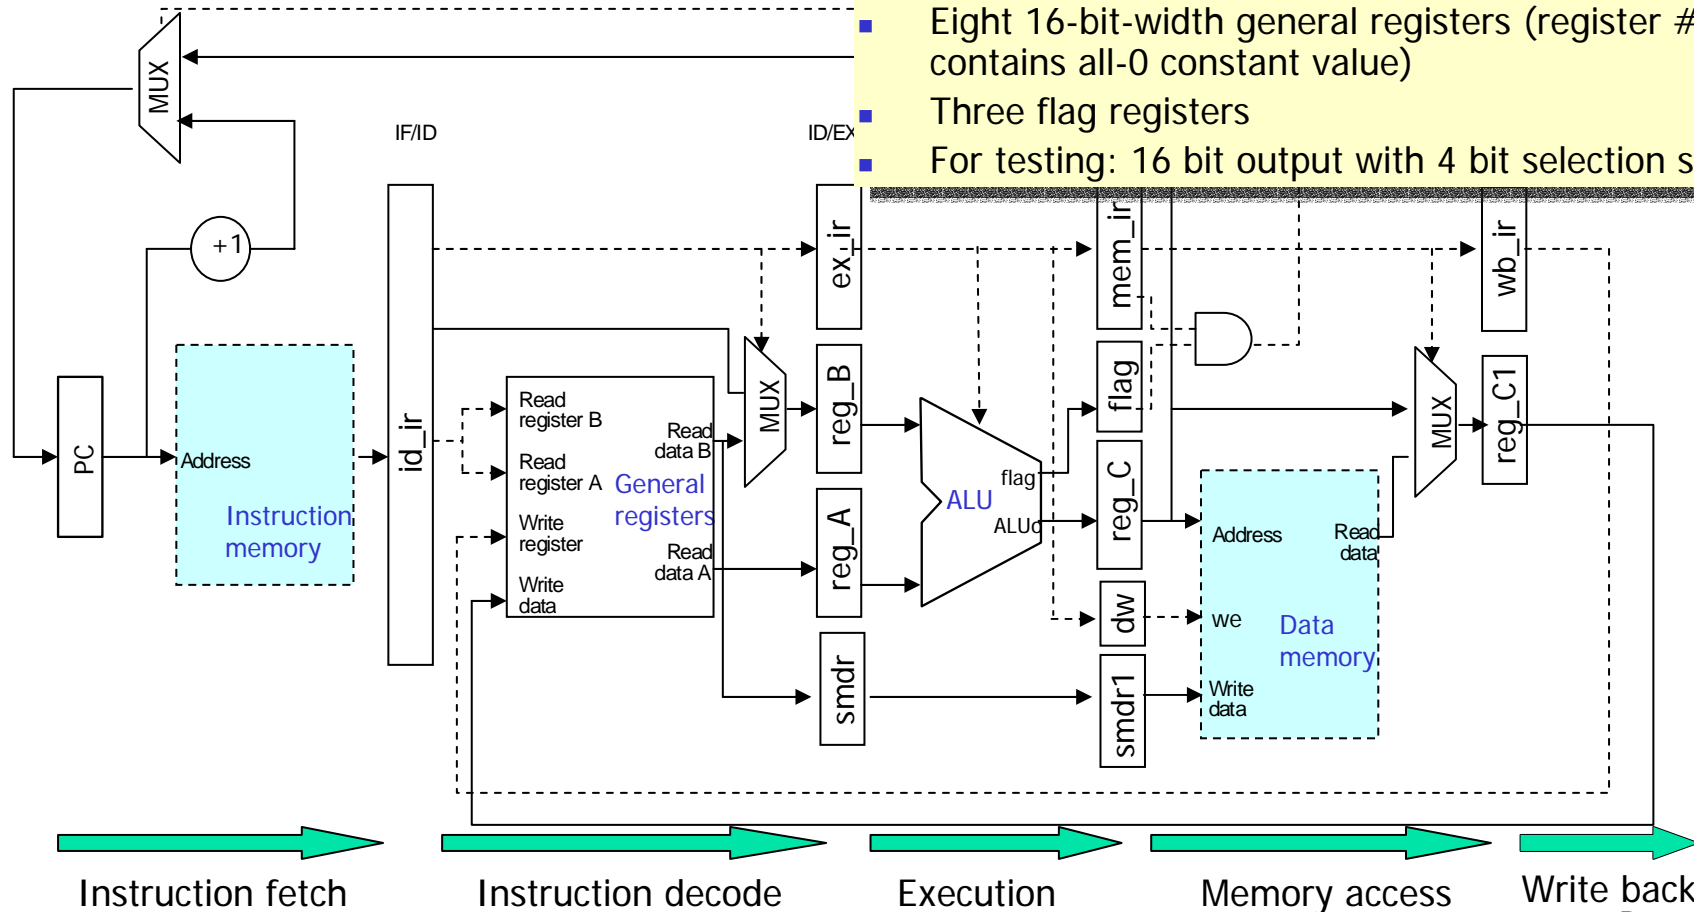 Eight 16-bit-width general registers (register #
contains all-0 constant value)
Three flag registers
For testing: 16 bit output with 4 bit selection s
MUX
IF/ID
ID/EX
+1
PC
Address
Instruction
memory
id_ir
Read
register B
Read
register A
Write
register
Write
data
Read
data B
General
registers
Read
data A
MUX
ex_ir
reg_B
reg_A
smdr
ALU
flag
ALUo
mem_ir
flag
reg_C
dw
smdr1
Address
Read
data
we
Data
memory
Write
data
MUX
wb_ir
reg_C1
Instruction fetch
Instruction decode
Execution
Memory access
Write back